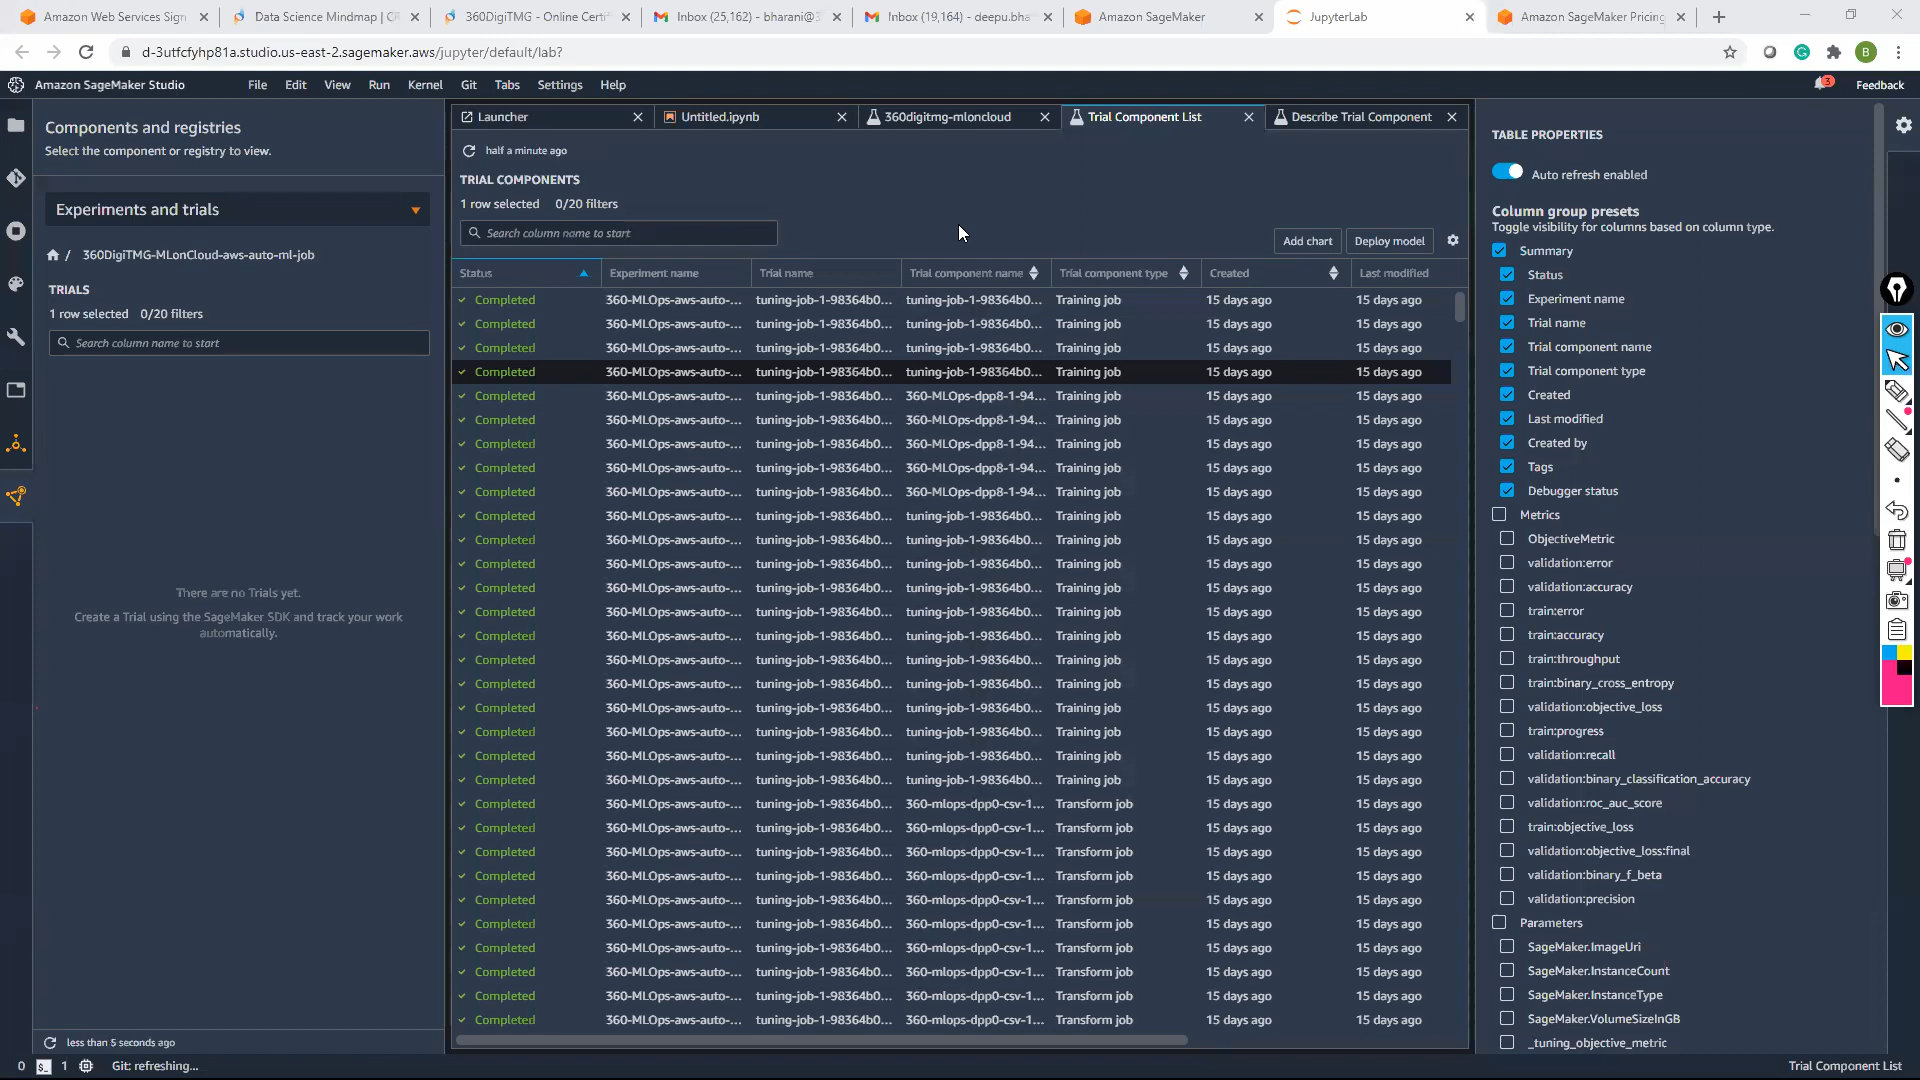 Amazon Web Services Sign
Data Science Mindmap | CR
360DigiTMG - Online Certi
Inbox (25,162) - bharani@3
Inbox (19,164) - deepu.bha
Amazon SageMaker
JupyterLab
Amazon SageMaker Pricing
d-3utfcfyhp81a.studio.us-east-2.sagemaker.aws/jupyter/default/lab?
B
Amazon SageMaker Studio
File Edit View Run Kernel Git Tabs Settings Help
3 Feedback
Components and registries
Select the component or registry to view.
Experiments and trials
/ 360DigiTMG-MLonCloud-aws-auto-ml-job
TRIALS
1 row selected 0/20 filters
Search column name to start
There are no Trials yet.
Create a Trial using the SageMaker SDK and track your work
automatically.
less than 5 seconds ago
Launcher
Untitled.ipynb
360digitmg-mloncloud
Trial Component List
Describe Trial Component
half a minute ago
TRIAL COMPONENTS
1 row selected 0/20 filters
Search column name to start
Add chart Deploy model
Status Experiment name Trial name Trial component name Trial component type Created Last modified
Completed 360-MLOps-aws-auto-... tuning-job-1-98364b0... tuning-job-1-98364b0... Training job 15 days ago 15 days ago
Completed 360-MLOps-aws-auto-... tuning-job-1-98364b0... tuning-job-1-98364b0... Training job 15 days ago 15 days ago
Completed 360-MLOps-aws-auto-... tuning-job-1-98364b0... tuning-job-1-98364b0... Training job 15 days ago 15 days ago
Completed 360-MLOps-aws-auto-... tuning-job-1-98364b0... tuning-job-1-98364b0... Training job 15 days ago 15 days ago
Completed 360-MLOps-aws-auto-... tuning-job-1-98364b0... 360-MLOps-dpp8-1-94... Training job 15 days ago 15 days ago
Completed 360-MLOps-aws-auto-... tuning-job-1-98364b0... 360-MLOps-dpp8-1-94... Training job 15 days ago 15 days ago
Completed 360-MLOps-aws-auto-... tuning-job-1-98364b0... 360-MLOps-dpp8-1-94... Training job 15 days ago 15 days ago
Completed 360-MLOps-aws-auto-... tuning-job-1-98364b0... 360-MLOps-dpp8-1-94... Training job 15 days ago 15 days ago
Completed 360-MLOps-aws-auto-... tuning-job-1-98364b0... 360-MLOps-dpp8-1-94... Training job 15 days ago 15 days ago
Completed 360-MLOps-aws-auto-... tuning-job-1-98364b0... tuning-job-1-98364b0... Training job 15 days ago 15 days ago
Completed 360-MLOps-aws-auto-... tuning-job-1-98364b0... tuning-job-1-98364b0... Training job 15 days ago 15 days ago
Completed 360-MLOps-aws-auto-... tuning-job-1-98364b0... tuning-job-1-98364b0... Training job 15 days ago 15 days ago
Completed 360-MLOps-aws-auto-... tuning-job-1-98364b0... tuning-job-1-98364b0... Training job 15 days ago 15 days ago
Completed 360-MLOps-aws-auto-... tuning-job-1-98364b0... tuning-job-1-98364b0... Training job 15 days ago 15 days ago
Completed 360-MLOps-aws-auto-... tuning-job-1-98364b0... tuning-job-1-98364b0... Training job 15 days ago 15 days ago
Completed 360-MLOps-aws-auto-... tuning-job-1-98364b0... tuning-job-1-98364b0... Training job 15 days ago 15 days ago
Completed 360-MLOps-aws-auto-... tuning-job-1-98364b0... tuning-job-1-98364b0... Training job 15 days ago 15 days ago
Completed 360-MLOps-aws-auto-... tuning-job-1-98364b0... tuning-job-1-98364b0... Training job 15 days ago 15 days ago
Completed 360-MLOps-aws-auto-... tuning-job-1-98364b0... tuning-job-1-98364b0... Training job 15 days ago 15 days ago
Completed 360-MLOps-aws-auto-... tuning-job-1-98364b0... tuning-job-1-98364b0... Training job 15 days ago 15 days ago
Completed 360-MLOps-aws-auto-... tuning-job-1-98364b0... tuning-job-1-98364b0... Training job 15 days ago 15 days ago
Completed 360-MLOps-aws-auto-... tuning-job-1-98364b0... 360-mlops-dpp0-csv-1... Transform job 15 days ago 15 days ago
Completed 360-MLOps-aws-auto-... tuning-job-1-98364b0... 360-mlops-dpp0-csv-1... Transform job 15 days ago 15 days ago
Completed 360-MLOps-aws-auto-... tuning-job-1-98364b0... 360-mlops-dpp0-csv-1... Transform job 15 days ago 15 days ago
Completed 360-MLOps-aws-auto-... tuning-job-1-98364b0... 360-mlops-dpp0-csv-1... Transform job 15 days ago 15 days ago
Completed 360-MLOps-aws-auto-... tuning-job-1-98364b0... 360-mlops-dpp0-csv-1... Transform job 15 days ago 15 days ago
Completed 360-MLOps-aws-auto-... tuning-job-1-98364b0... 360-mlops-dpp0-csv-1... Transform job 15 days ago 15 days ago
Completed 360-MLOps-aws-auto-... tuning-job-1-98364b0... 360-mlops-dpp0-csv-1... Transform job 15 days ago 15 days ago
Completed 360-MLOps-aws-auto-... tuning-job-1-98364b0... 360-mlops-dpp0-csv-1... Transform job 15 days ago 15 days ago
Completed 360-MLOps-aws-auto-... tuning-job-1-98364b0... 360-mlops-dpp0-csv-1... Transform job 15 days ago 15 days ago
Completed 360-MLOps-aws-auto-... tuning-job-1-98364b0... 360-mlops-dpp0-csv-1... Transform job 15 days ago 15 days ago
TABLE PROPERTIES
Auto refresh enabled
Column group presets
Toggle visibility for columns based on column type.
Summary
Status
Experiment name
Trial name
Trial component name
Trial component type
Created
Last modified
Created by
Tags
Debugger status
Metrics
ObjectiveMetric
validation:error
validation:accuracy
train:error
train:accuracy
train:throughput
train:binary_cross_entropy
validation:objective_loss
train:progress
validation:recall
validation:binary_classification_accuracy
validation:roc_auc_score
train:objective_loss
validation:objective_loss:final
validation:binary_f_beta
validation:precision
Parameters
SageMaker.ImageUri
SageMaker.InstanceCount
SageMaker.InstanceType
SageMaker.VolumeSizeInGB
_tuning_objective_metric
0 1 Git: refreshing... Trial Component List